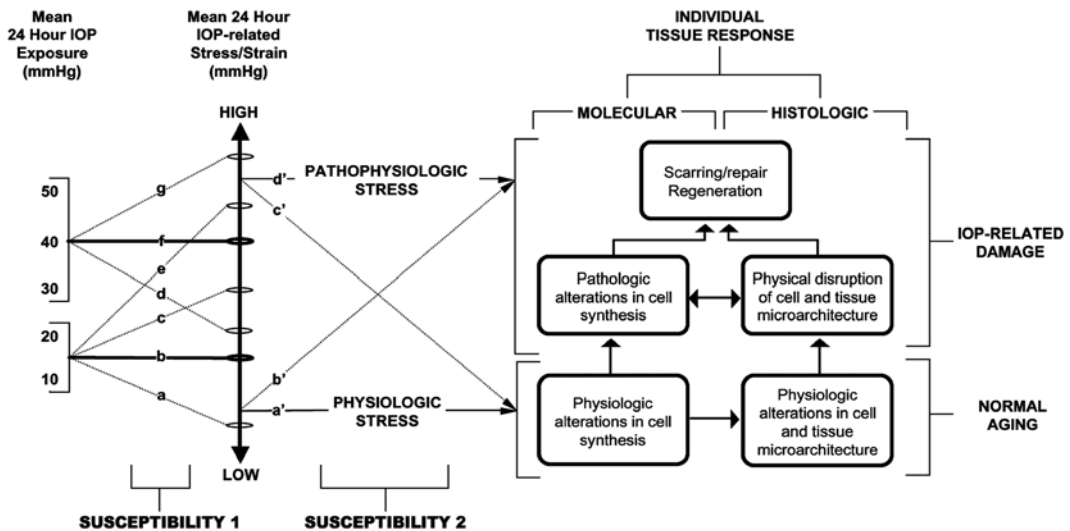 Mean
24 Hour IOP
Exposure
(mmHg)
Mean 24 Hour
IOP-related
Stress/Strain
(mmHg)
HIGH
50
40
30
20
10
g
f
e
d
c
b
a
LOW
SUSCEPTIBILITY 1
d'
c'
b'
a'
PATHOPHYSIOLOGIC
STRESS
PHYSIOLOGIC
STRESS
SUSCEPTIBILITY 2
INDIVIDUAL
TISSUE RESPONSE
MOLECULAR
HISTOLOGIC
Scarring/repair
Regeneration
Pathologic
alterations in cell
synthesis
Physical disruption
of cell and tissue
microarchitecture
Physiologic
alterations in cell
synthesis
Physiologic
alterations in cell
and tissue
microarchitecture
IOP-RELATED
DAMAGE
NORMAL
AGING